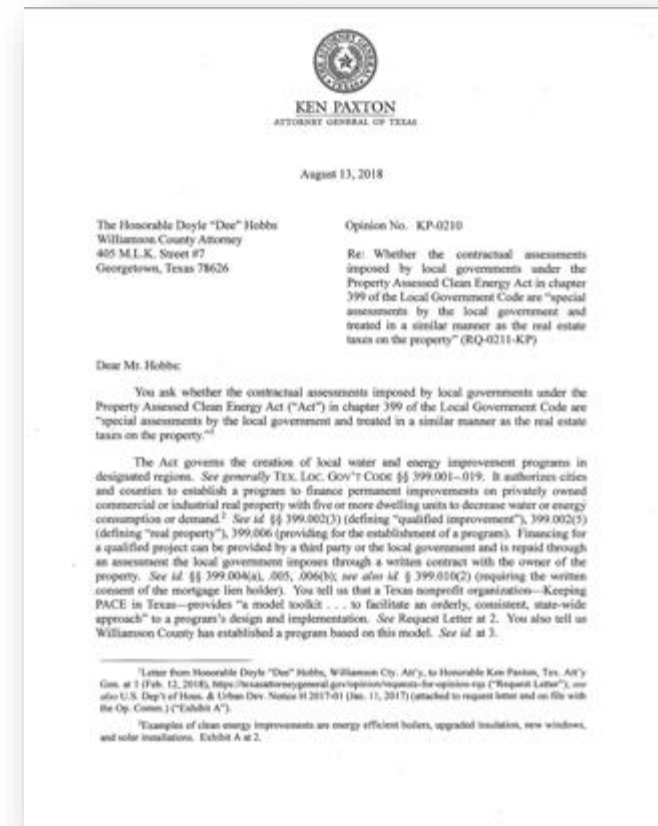 KEN PAXTON
ATTORNEY GENERAL OF TEXAS
August 13, 2018
The Honorable Doyle "Dee" Hobbs
Williamson County Attorney
405 M.L.K. Street #7
Georgetown, Texas 78626
Opinion No. KP-0210
Re: Whether the contractual assessments
imposed by local governments under the
Property Assessed Clean Energy Act in chapter
399 of the Local Government Code are "special
assessments by the local government and
treated in a similar manner as the real estate
taxes on the property" (RQ-0211-KP)
Dear Mr. Hobbs:
You ask whether the contractual assessments imposed by local governments under the
Property Assessed Clean Energy Act ("Act") in chapter 399 of the Local Government Code are
"special assessments by the local government and treated in a similar manner as the real estate
taxes on the property."¹
The Act governs the creation of local water and energy improvement programs in
designated regions. See generally TEX. LOC. GOV'T CODE §§ 399.001–.019. It authorizes cities
and counties to establish a program to finance permanent improvements on privately owned
commercial or industrial real property with five or more dwelling units to decrease water or energy
consumption or demand.² See id. §§ 399.002(3) (defining "qualified improvement"), 399.002(5)
(defining "real property"), 399.006 (providing for the establishment of a program). Financing for
a qualified project can be provided by a third party or the local government and is repaid through
an assessment the local government imposes through a written contract with the owner of the
property. See id. §§ 399.004(a), .005, .006(b); see also id. § 399.010(2) (requiring the written
consent of the mortgage lien holder). You tell us that a Texas nonprofit organization—Keeping
PACE in Texas—provides "a model toolkit . . . to facilitate an orderly, consistent, state-wide
approach" to a program's design and implementation. See Request Letter at 2. You also tell us
Williamson County has established a program based on this model. See id. at 3.
¹Letter from Honorable Doyle "Dee" Hobbs, Williamson Cty. Att'y, to Honorable Ken Paxton, Tex. Att'y
Gen. at 1 (Feb. 12, 2018), https://texasattorneygeneral.gov/opinion/requests-for-opinion-rqs ("Request Letter"); see
also U.S. Dep't of Hous. & Urban Dev. Notice H 2017-01 (Jan. 11, 2017) (attached to request letter and on file with
the Op. Comm.) ("Exhibit A").
²Examples of clean energy improvements are energy efficient boilers, upgraded insulation, new windows,
and solar installations. Exhibit A at 2.